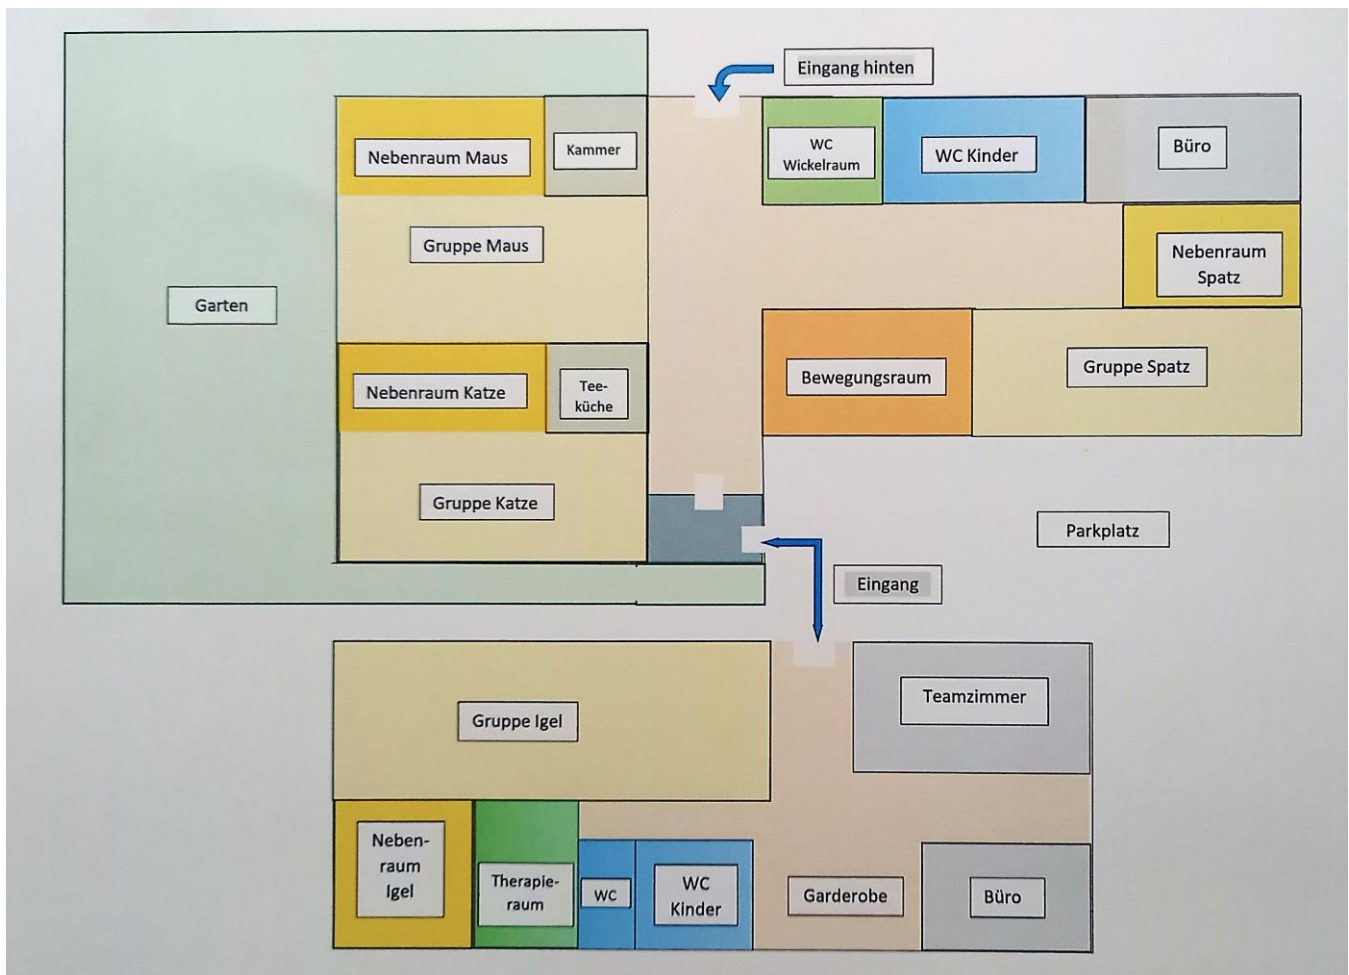 Eingang hinten
Nebenraum Maus
Kammer
WC
Wickelraum
WC Kinder
Büro
Gruppe Maus
Nebenraum
Spatz
Garten
Nebenraum Katze
Tee-
küche
Bewegungsraum
Gruppe Spatz
Gruppe Katze
Parkplatz
Eingang
Gruppe Igel
Teamzimmer
Neben-
raum
Igel
Therapie-
raum
WC
WC
Kinder
Garderobe
Büro